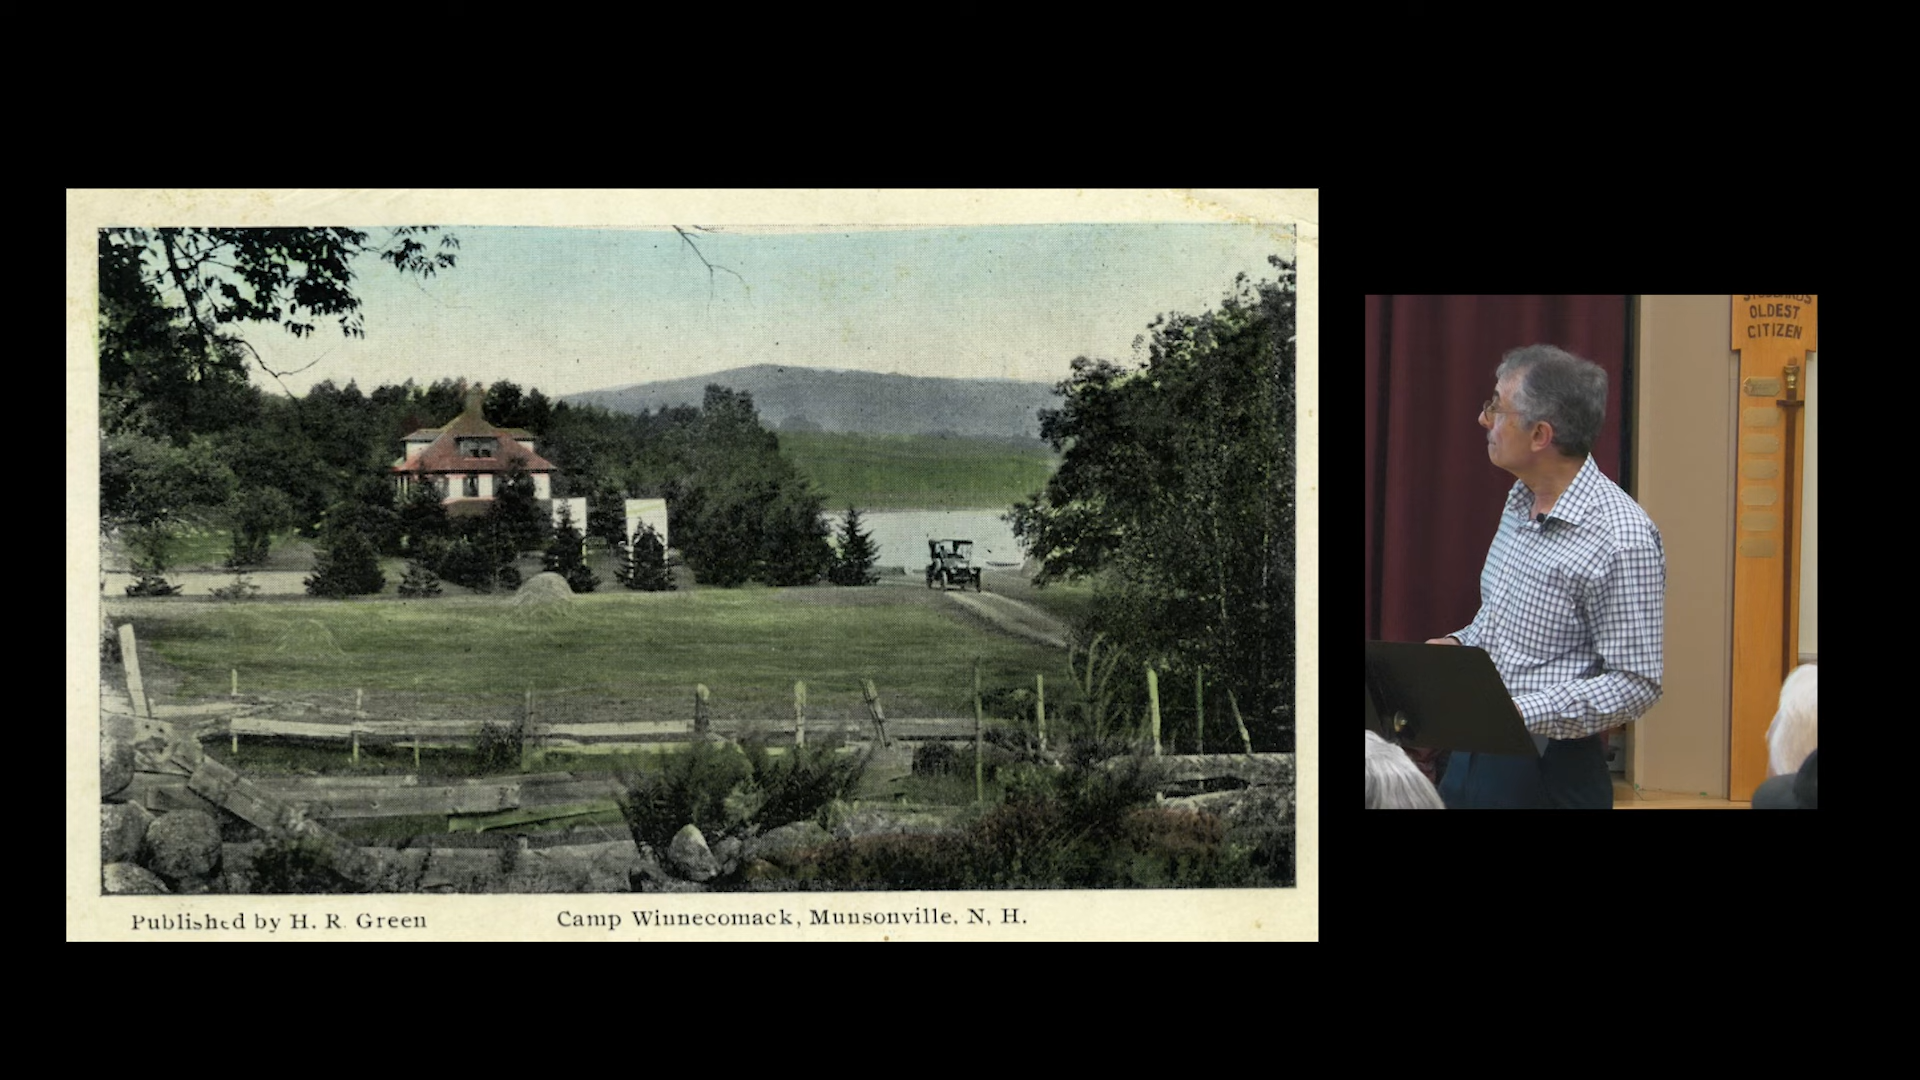 Published by H. R. Green
Camp Winnecomack, Munsonville, N, H.
OLDEST
CITIZEN